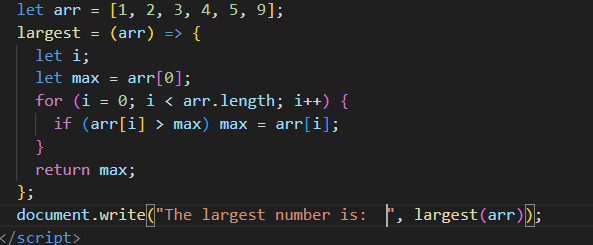 let arr = [1, 2, 3, 4, 5, 9];
largest = (arr) => {
let i;
let max = arr[0];
for (i = 0; i < arr.length; i++) {
if (arr[i] > max) max = arr[i];
}
return max;
};
document.write("The largest number is:  ", largest(arr));
</script>